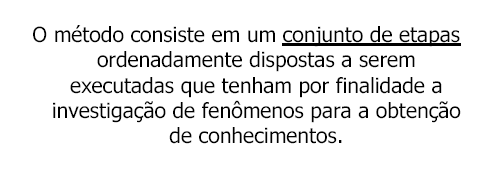 O método consiste em um conjunto de etapas
ordenadamente dispostas a serem
executadas que tenham por finalidade a
investigação de fenômenos para a obtenção
de conhecimentos.